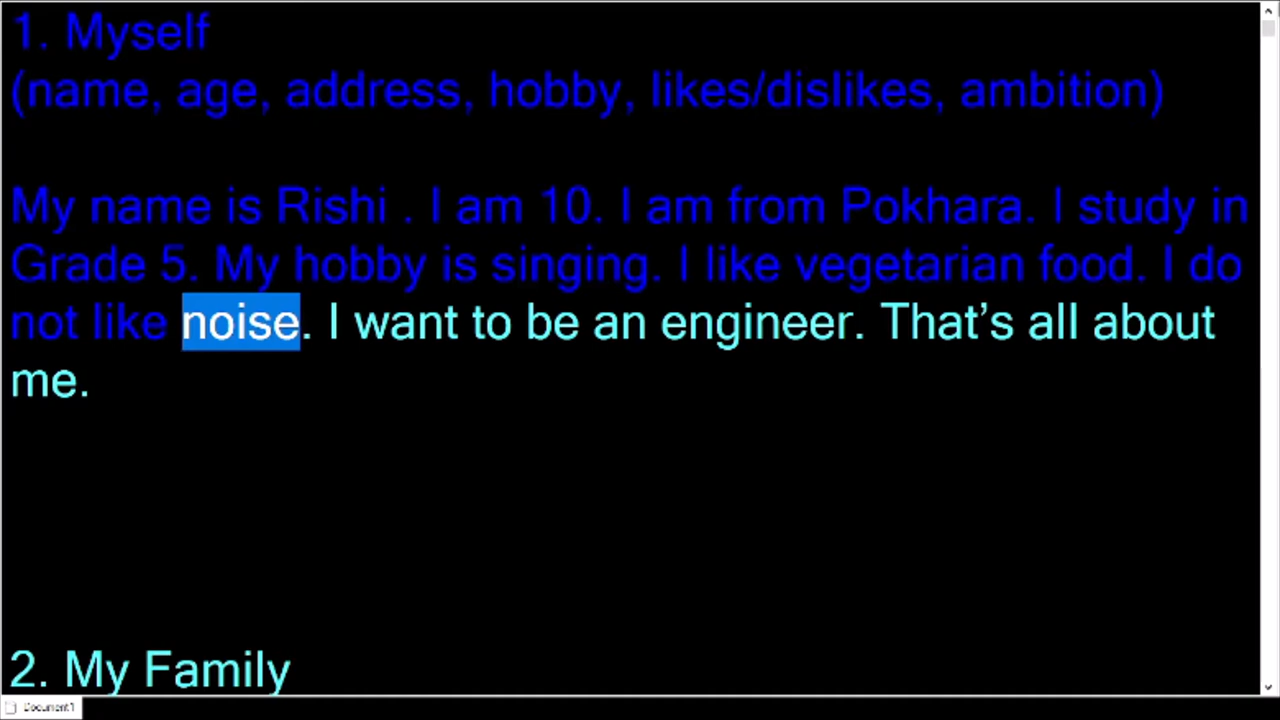 1. Myself
(name, age, address, hobby, likes/dislikes, ambition)
My name is Rishi . I am 10. I am from Pokhara. I study in
Grade 5. My hobby is singing. I like vegetarian food. I do
not like noise. I want to be an engineer. That’s all about
me.
2. My Family
Document1